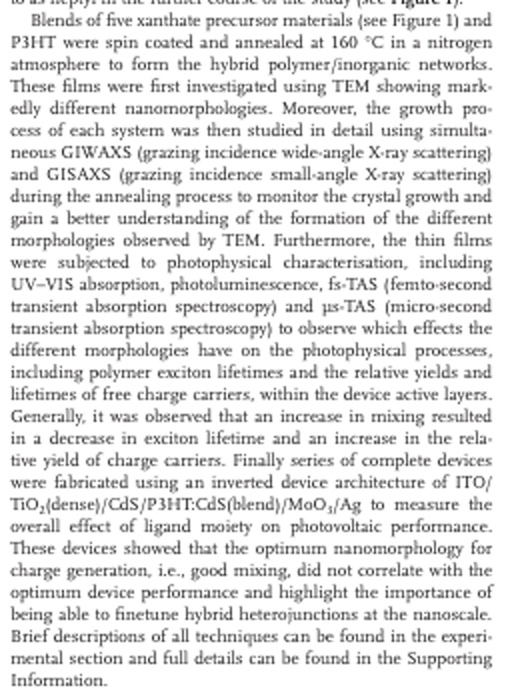 to as heptyl in the further course of the study (see Figure 1).
Blends of five xanthate precursor materials (see Figure 1) and
P3HT were spin coated and annealed at 160 °C in a nitrogen
atmosphere to form the hybrid polymer/inorganic networks.
These films were first investigated using TEM showing mark-
edly different nanomorphologies. Moreover, the growth pro-
cess of each system was then studied in detail using simulta-
neous GIWAXS (grazing incidence wide-angle X-ray scattering)
and GISAXS (grazing incidence small-angle X-ray scattering)
during the annealing process to monitor the crystal growth and
gain a better understanding of the formation of the different
morphologies observed by TEM. Furthermore, the thin films
were subjected to photophysical characterisation, including
UV–VIS absorption, photoluminescence, fs-TAS (femto-second
transient absorption spectroscopy) and μs-TAS (micro-second
transient absorption spectroscopy) to observe which effects the
different morphologies have on the photophysical processes,
including polymer exciton lifetimes and the relative yields and
lifetimes of free charge carriers, within the device active layers.
Generally, it was observed that an increase in mixing resulted
in a decrease in exciton lifetime and an increase in the rela-
tive yield of charge carriers. Finally series of complete devices
were fabricated using an inverted device architecture of ITO/
TiO₂(dense)/CdS/P3HT:CdS(blend)/MoO₃/Ag to measure the
overall effect of ligand moiety on photovoltaic performance.
These devices showed that the optimum nanomorphology for
charge generation, i.e., good mixing, did not correlate with the
optimum device performance and highlight the importance of
being able to finetune hybrid heterojunctions at the nanoscale.
Brief descriptions of all techniques can be found in the experi-
mental section and full details can be found in the Supporting
Information.